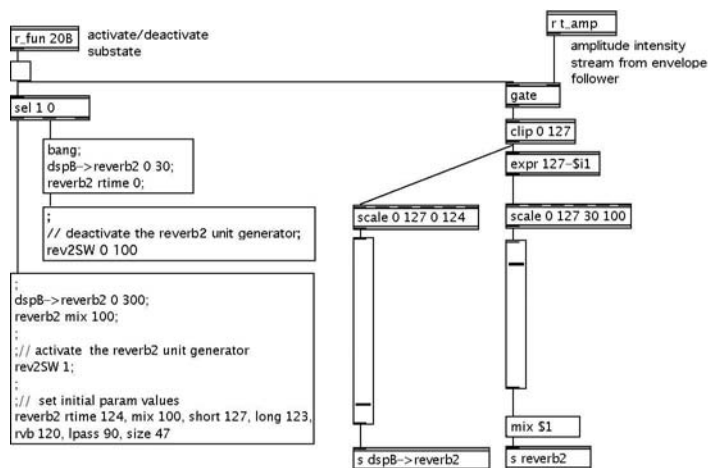 r_fun 20B
activate/deactivate
substate
r t_amp
amplitude intensity
stream from envelope
follower
sel 1 0
gate
clip 0 127
bang;
dspB->reverb2 0 30;
reverb2 rtime 0;
expr 127-$i1
;
// deactivate the reverb2 unit generator;
rev2SW 0 100
scale 0 127 0 124
scale 0 127 30 100
;
dspB->reverb2 0 300;
reverb2 mix 100;
;
;// activate the reverb2 unit generator
rev2SW 1;
;
;// set initial param values
reverb2 rtime 124, mix 100, short 127, long 123,
rvb 120, lpass 90, size 47
mix $1
s dspB->reverb2
s reverb2